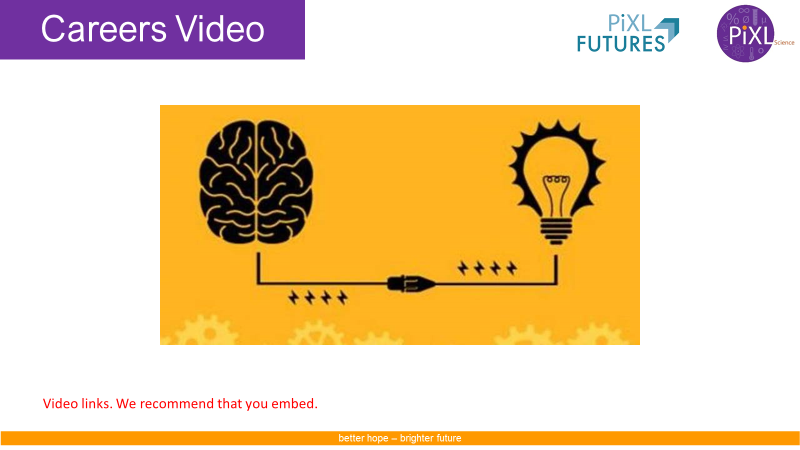 Careers Video
PiXL
FUTURES
PiXL
Science
Video links. We recommend that you embed.
better hope – brighter future